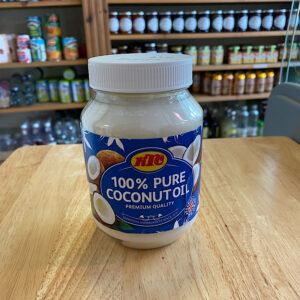 KTC
100% PURE
COCONUT OIL
PREMIUM QUALITY